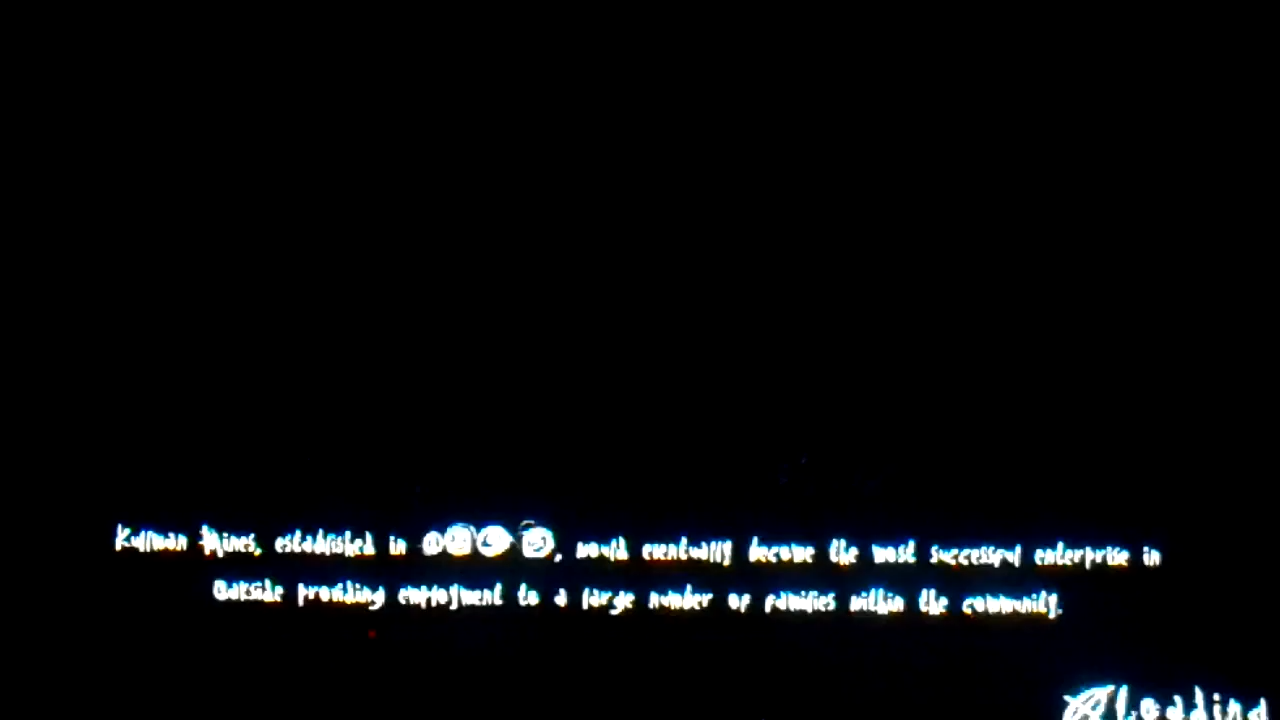 Kullman Mines, established in , would eventually become the most successful enterprise in
Oakside providing employment to a large number of families within the community.
Loading